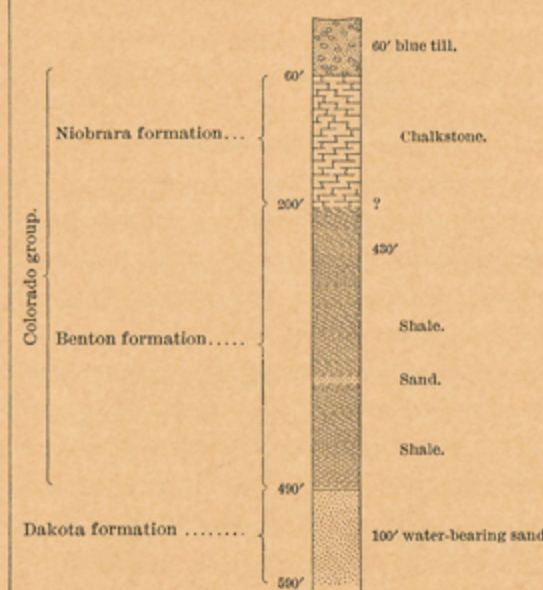 60′ blue till.
60′
Niobrara formation...
Chalkstone.
200′
?
430′
Colorado group.
Shale.
Benton formation.....
Sand.
Shale.
490′
Dakota formation ........
100′ water-bearing sand
590′